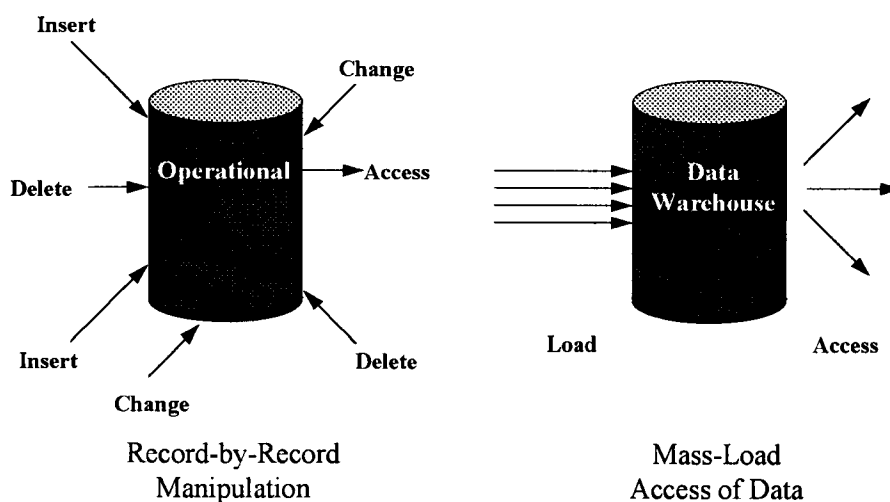 Insert
Change
Operational
Access
Delete
Insert
Delete
Change
Record-by-Record
Manipulation
Data
Warehouse
Load
Access
Mass-Load
Access of Data